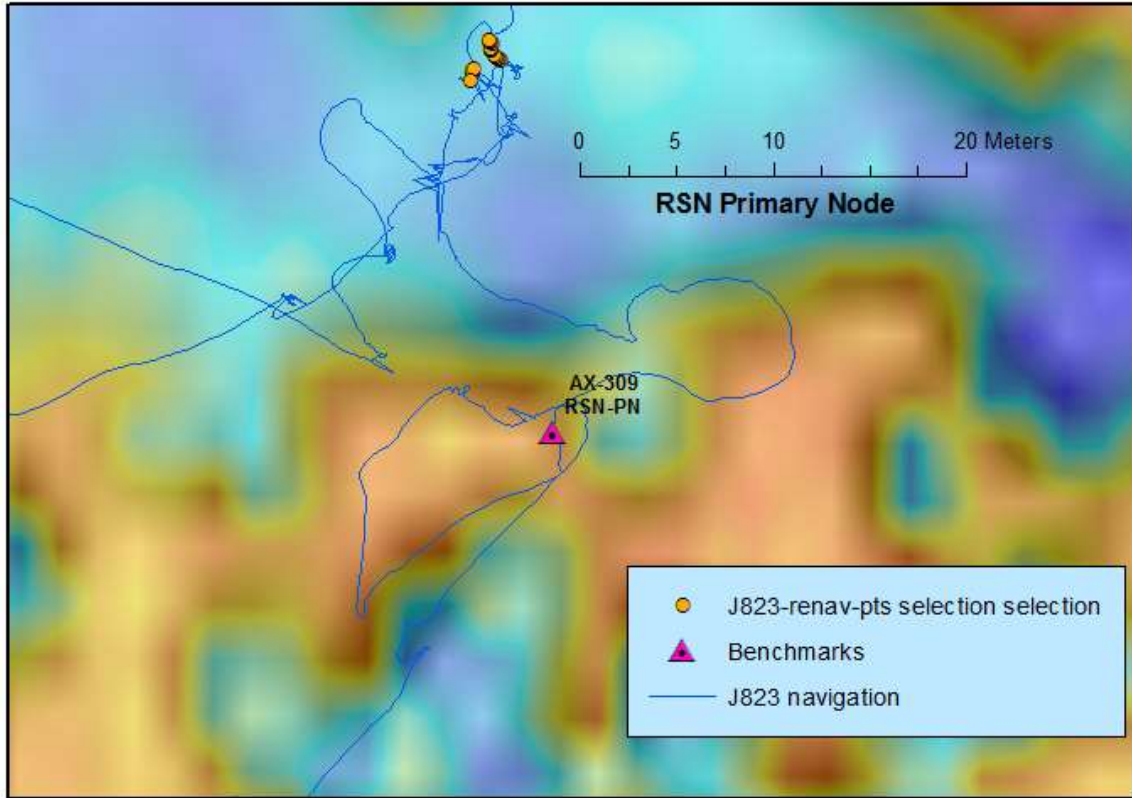 0 5 10 20 Meters
RSN Primary Node
AX-309
RSN-PN
J823-renav-pts selection selection
Benchmarks
J823 navigation